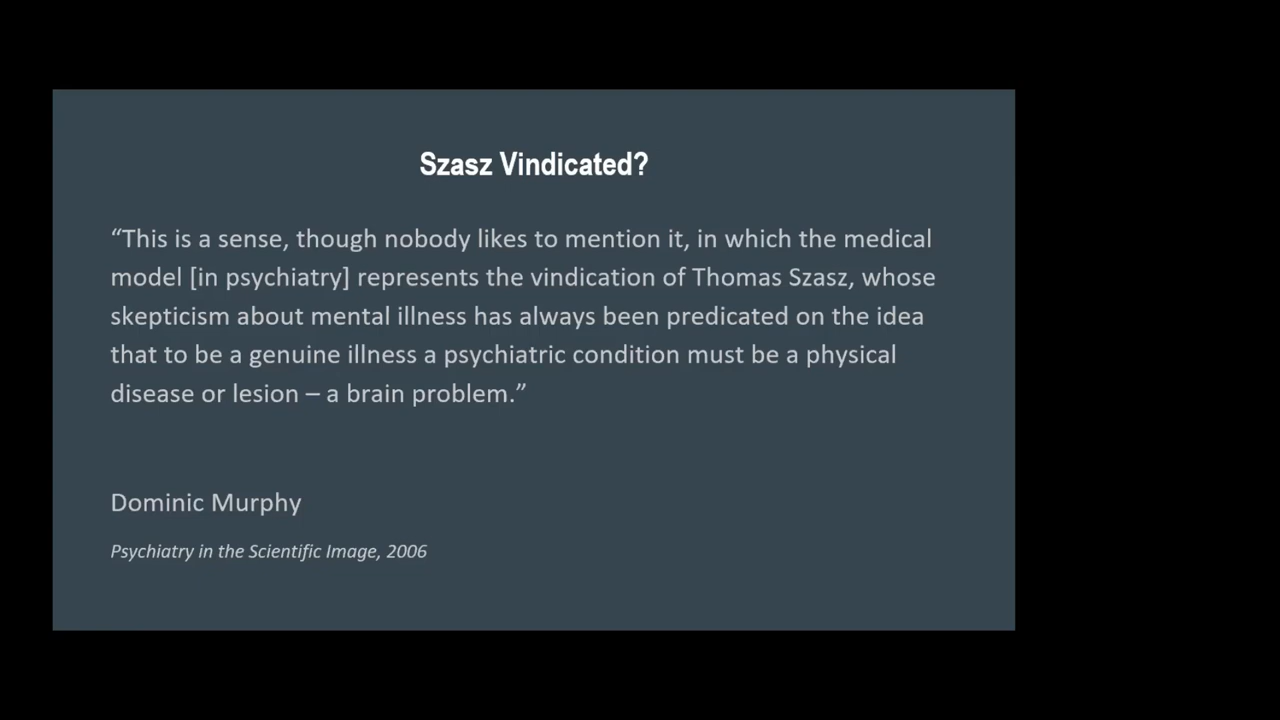 Szasz Vindicated?
“This is a sense, though nobody likes to mention it, in which the medical
model [in psychiatry] represents the vindication of Thomas Szasz, whose
skepticism about mental illness has always been predicated on the idea
that to be a genuine illness a psychiatric condition must be a physical
disease or lesion – a brain problem.”
Dominic Murphy
Psychiatry in the Scientific Image, 2006